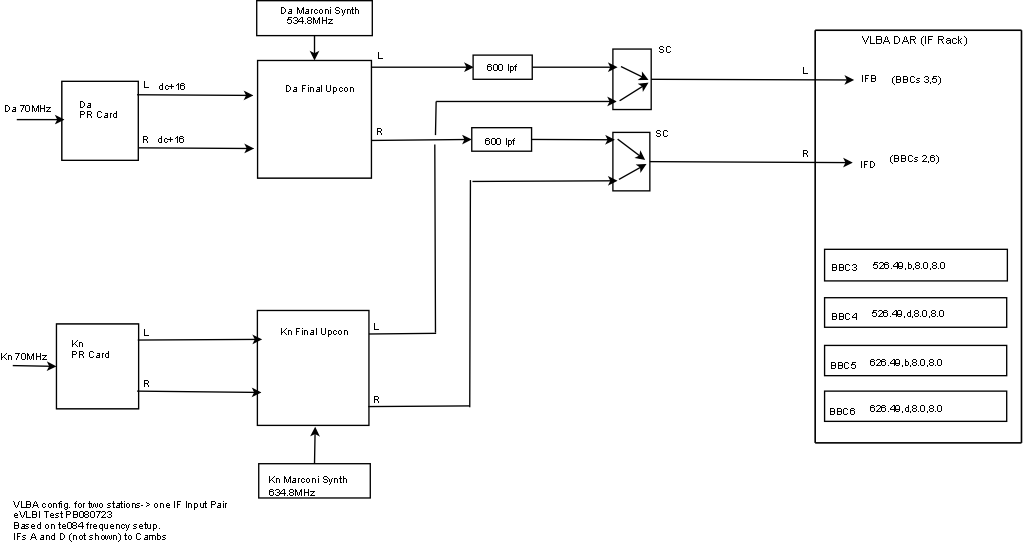 Da Marconi Synth
534.8MHz
VLBA DAR (IF Rack)
L
SC
600 lpf
L
IFB
(BBCs 3,5)
L
dc+16
Da Final Upcon
Da 70MHz
Da
PR Card
R
dc+16
R
600 lpf
SC
R
IFD
(BBCs 2,6)
BBC3
526.49,b,8.0,8.0
BBC4
526.49,d,8.0,8.0
BBC5
626.49,b,8.0,8.0
BBC6
626.49,d,8.0,8.0
Kn 70MHz
Kn
PR Card
L
R
Kn Final Upcon
L
R
Kn Marconi Synth
634.8MHz
VLBA config. for two stations-> one IF Input Pair
eVLBI Test PB080723
Based on te084 frequency setup.
IFs A and D (not shown) to Cambs